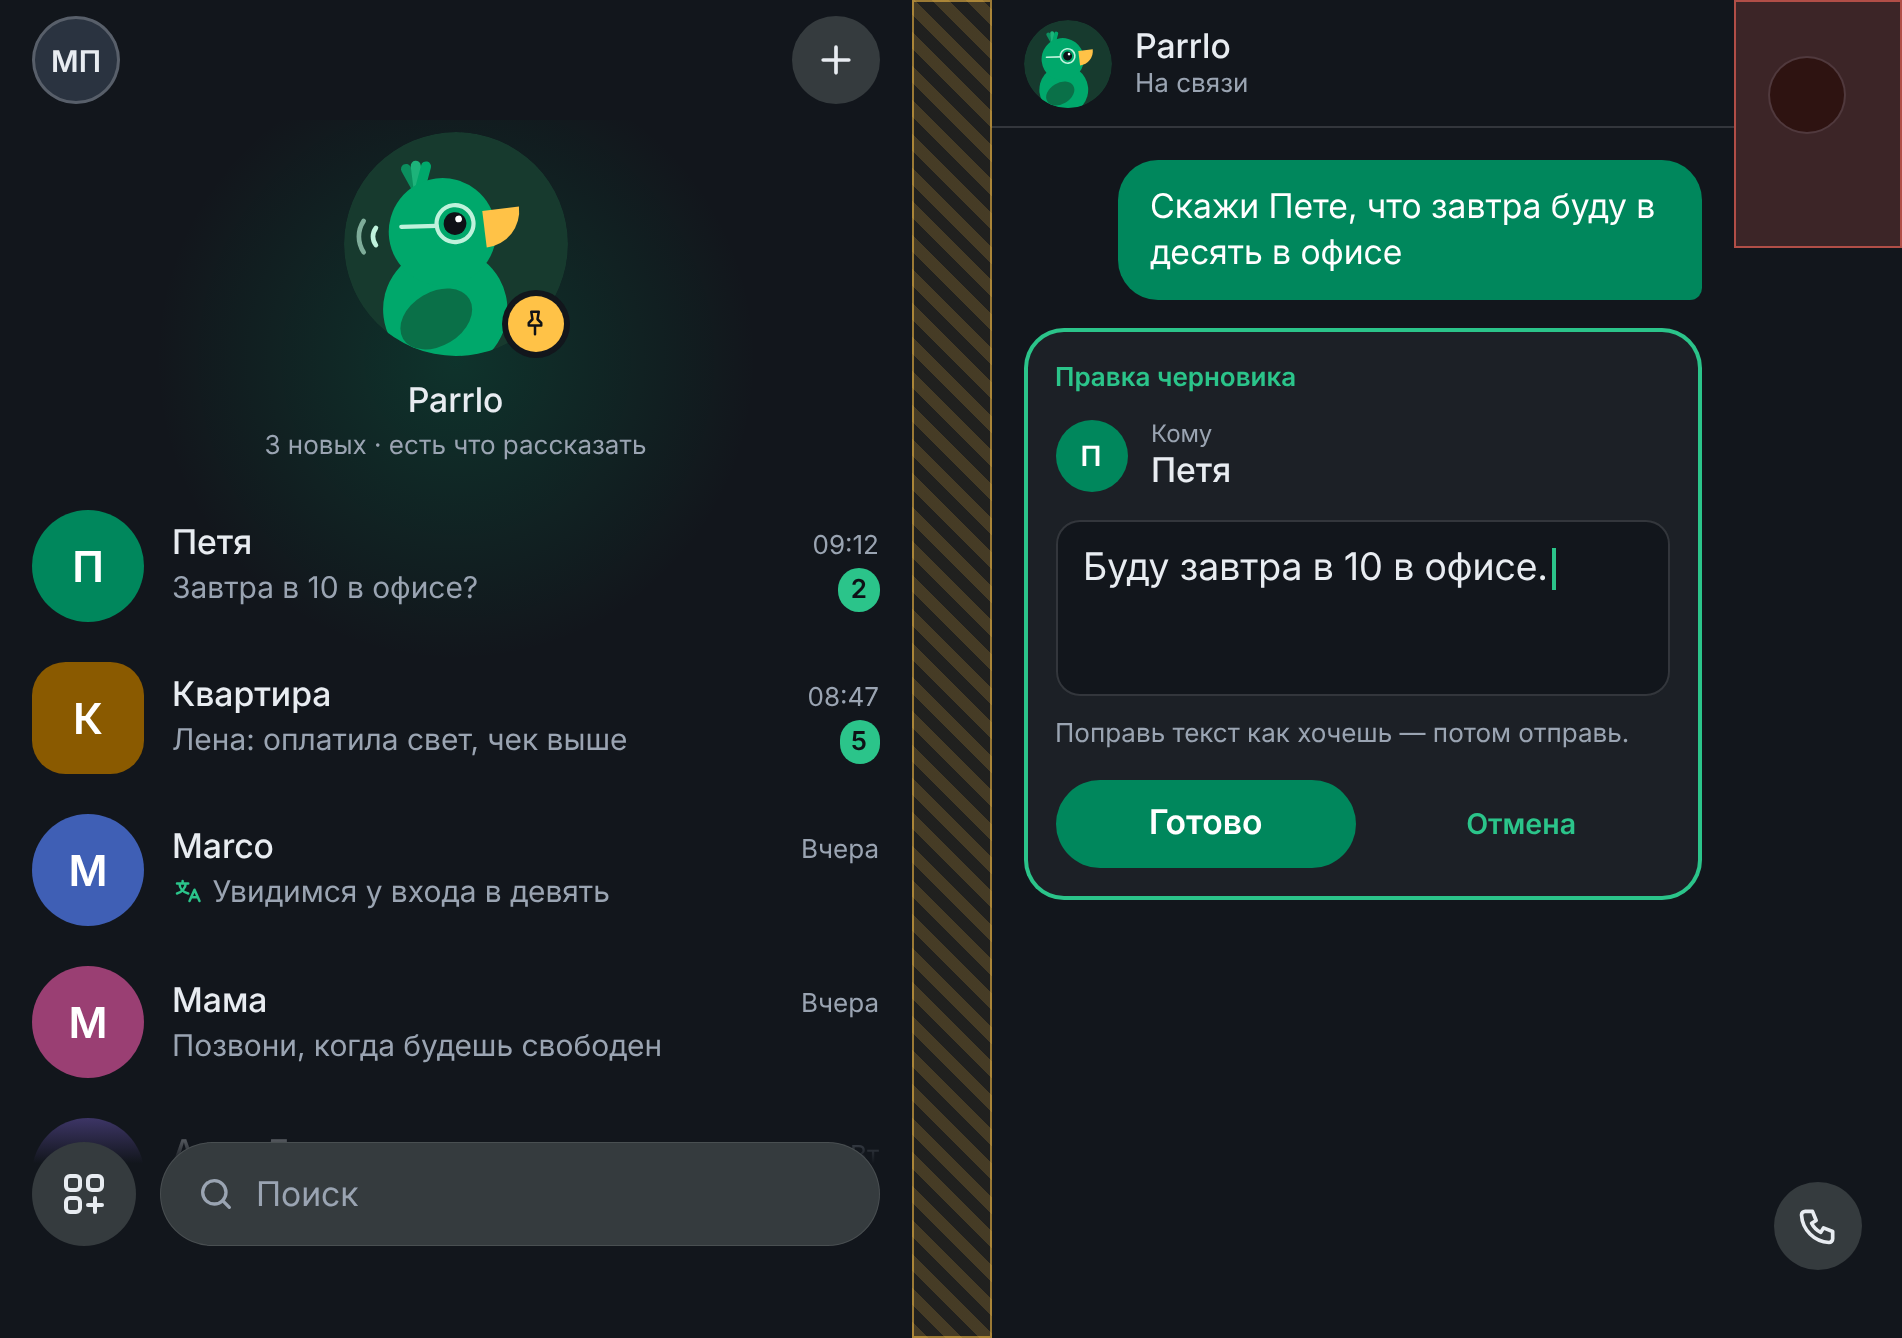 МП
Parrlo
3 новых · есть что рассказать
П
Петя
09:12
Завтра в 10 в офисе?
2
К
Квартира
08:47
Лена: оплатила свет, чек выше
5
M
Marco
Вчера
Увидимся у входа в девять
М
Мама
Вчера
Позвони, когда будешь свободен
Поиск
Parrlo
На связи
Скажи Пете, что завтра буду в
десять в офисе
Правка черновика
П
Кому
Петя
Буду завтра в 10 в офисе.
Поправь текст как хочешь — потом отправь.
Готово
Отмена